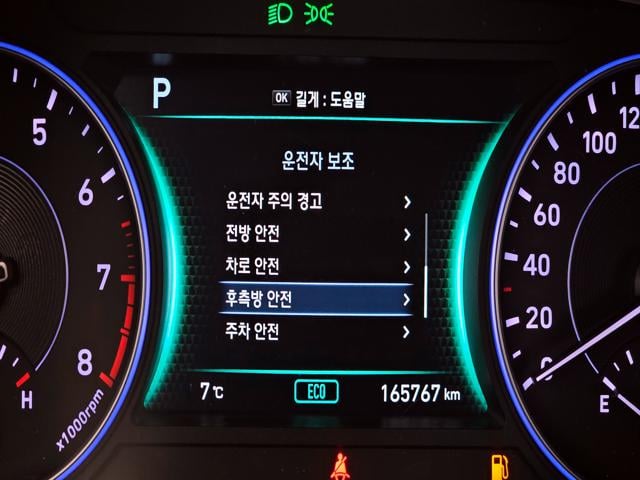 P
OK 길게 : 도움말
운전자 보조
운전자 주의 경고
전방 안전
차로 안전
후측방 안전
주차 안전
7℃
ECO
165767 km
5
6
7
8
x1000rpm
H
120
100
80
60
40
20
0
E